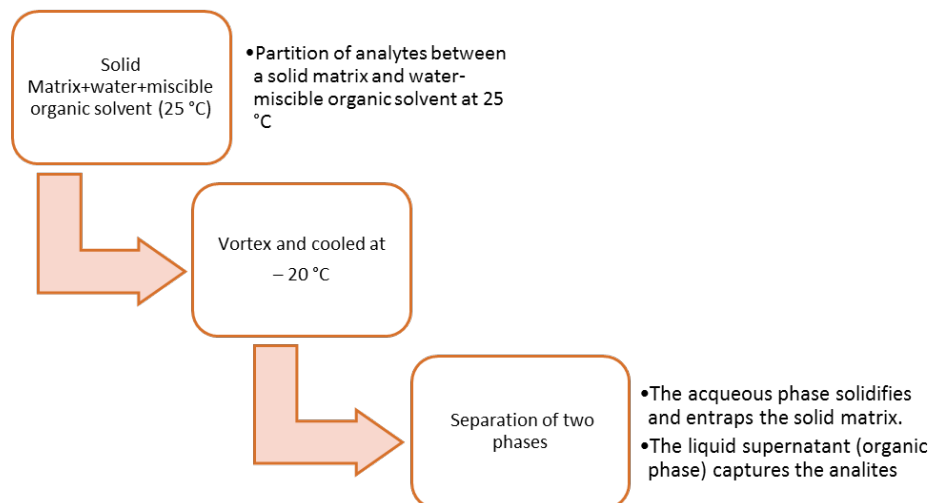 Solid
Matrix+water+miscible
organic solvent (25 °C)
•Partition of analytes between
a solid matrix and water-
miscible organic solvent at 25
°C
Vortex and cooled at
– 20 °C
Separation of two
phases
•The acqueous phase solidifies
and entraps the solid matrix.
•The liquid supernatant (organic
phase) captures the analites